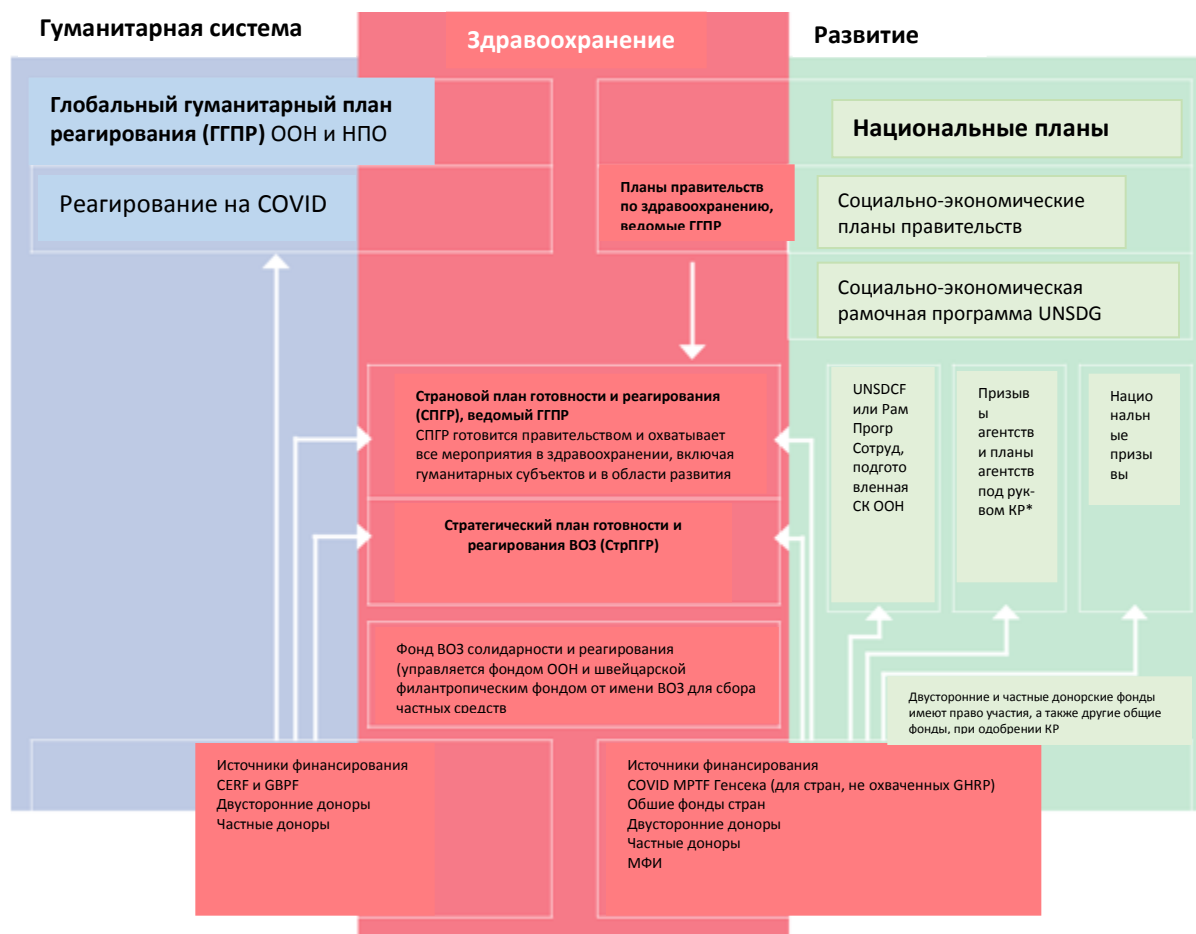 Гуманитарная система
Здравоохранение
Развитие
Глобальный гуманитарный план
реагирования (ГГПР) ООН и НПО
Реагирование на COVID
Национальные планы
Планы правительств
по здравоохранению,
ведомые ГГПР
Социально-экономические
планы правительств
Социально-экономическая
рамочная программа UNSDG
Страновой план готовности и реагирования
(СПГР), ведомый ГГПР
СПГР готовится правительством и охватывает
все мероприятия в здравоохранении, включая
гуманитарных субъектов и в области развития
Стратегический план готовности и
реагирования ВОЗ (СтрПГР)
Фонд ВОЗ солидарности и реагирования
(управляется фондом ООН и швейцарской
филантропическим фондом от имени ВОЗ для сбора
частных средств
UNSDCF
или Рам
Прогр
Сотруд,
подгото
вленная
СК ООН
Призыв
ы
агентств
и планы
агентств
под рук-
вом КР*
Нацио
нальн
ые
призы
вы
Двусторонние и частные донорские фонды
имеют право участия, а также другие общие
фонды, при одобрении КР
Источники финансирования
CERF и GBPF
Двусторонние доноры
Частные доноры
Источники финансирования
COVID MPTF Генсека (для стран, не охваченных GHRP)
Обшие фонды стран
Двусторонние доноры
Частные доноры
МФИ